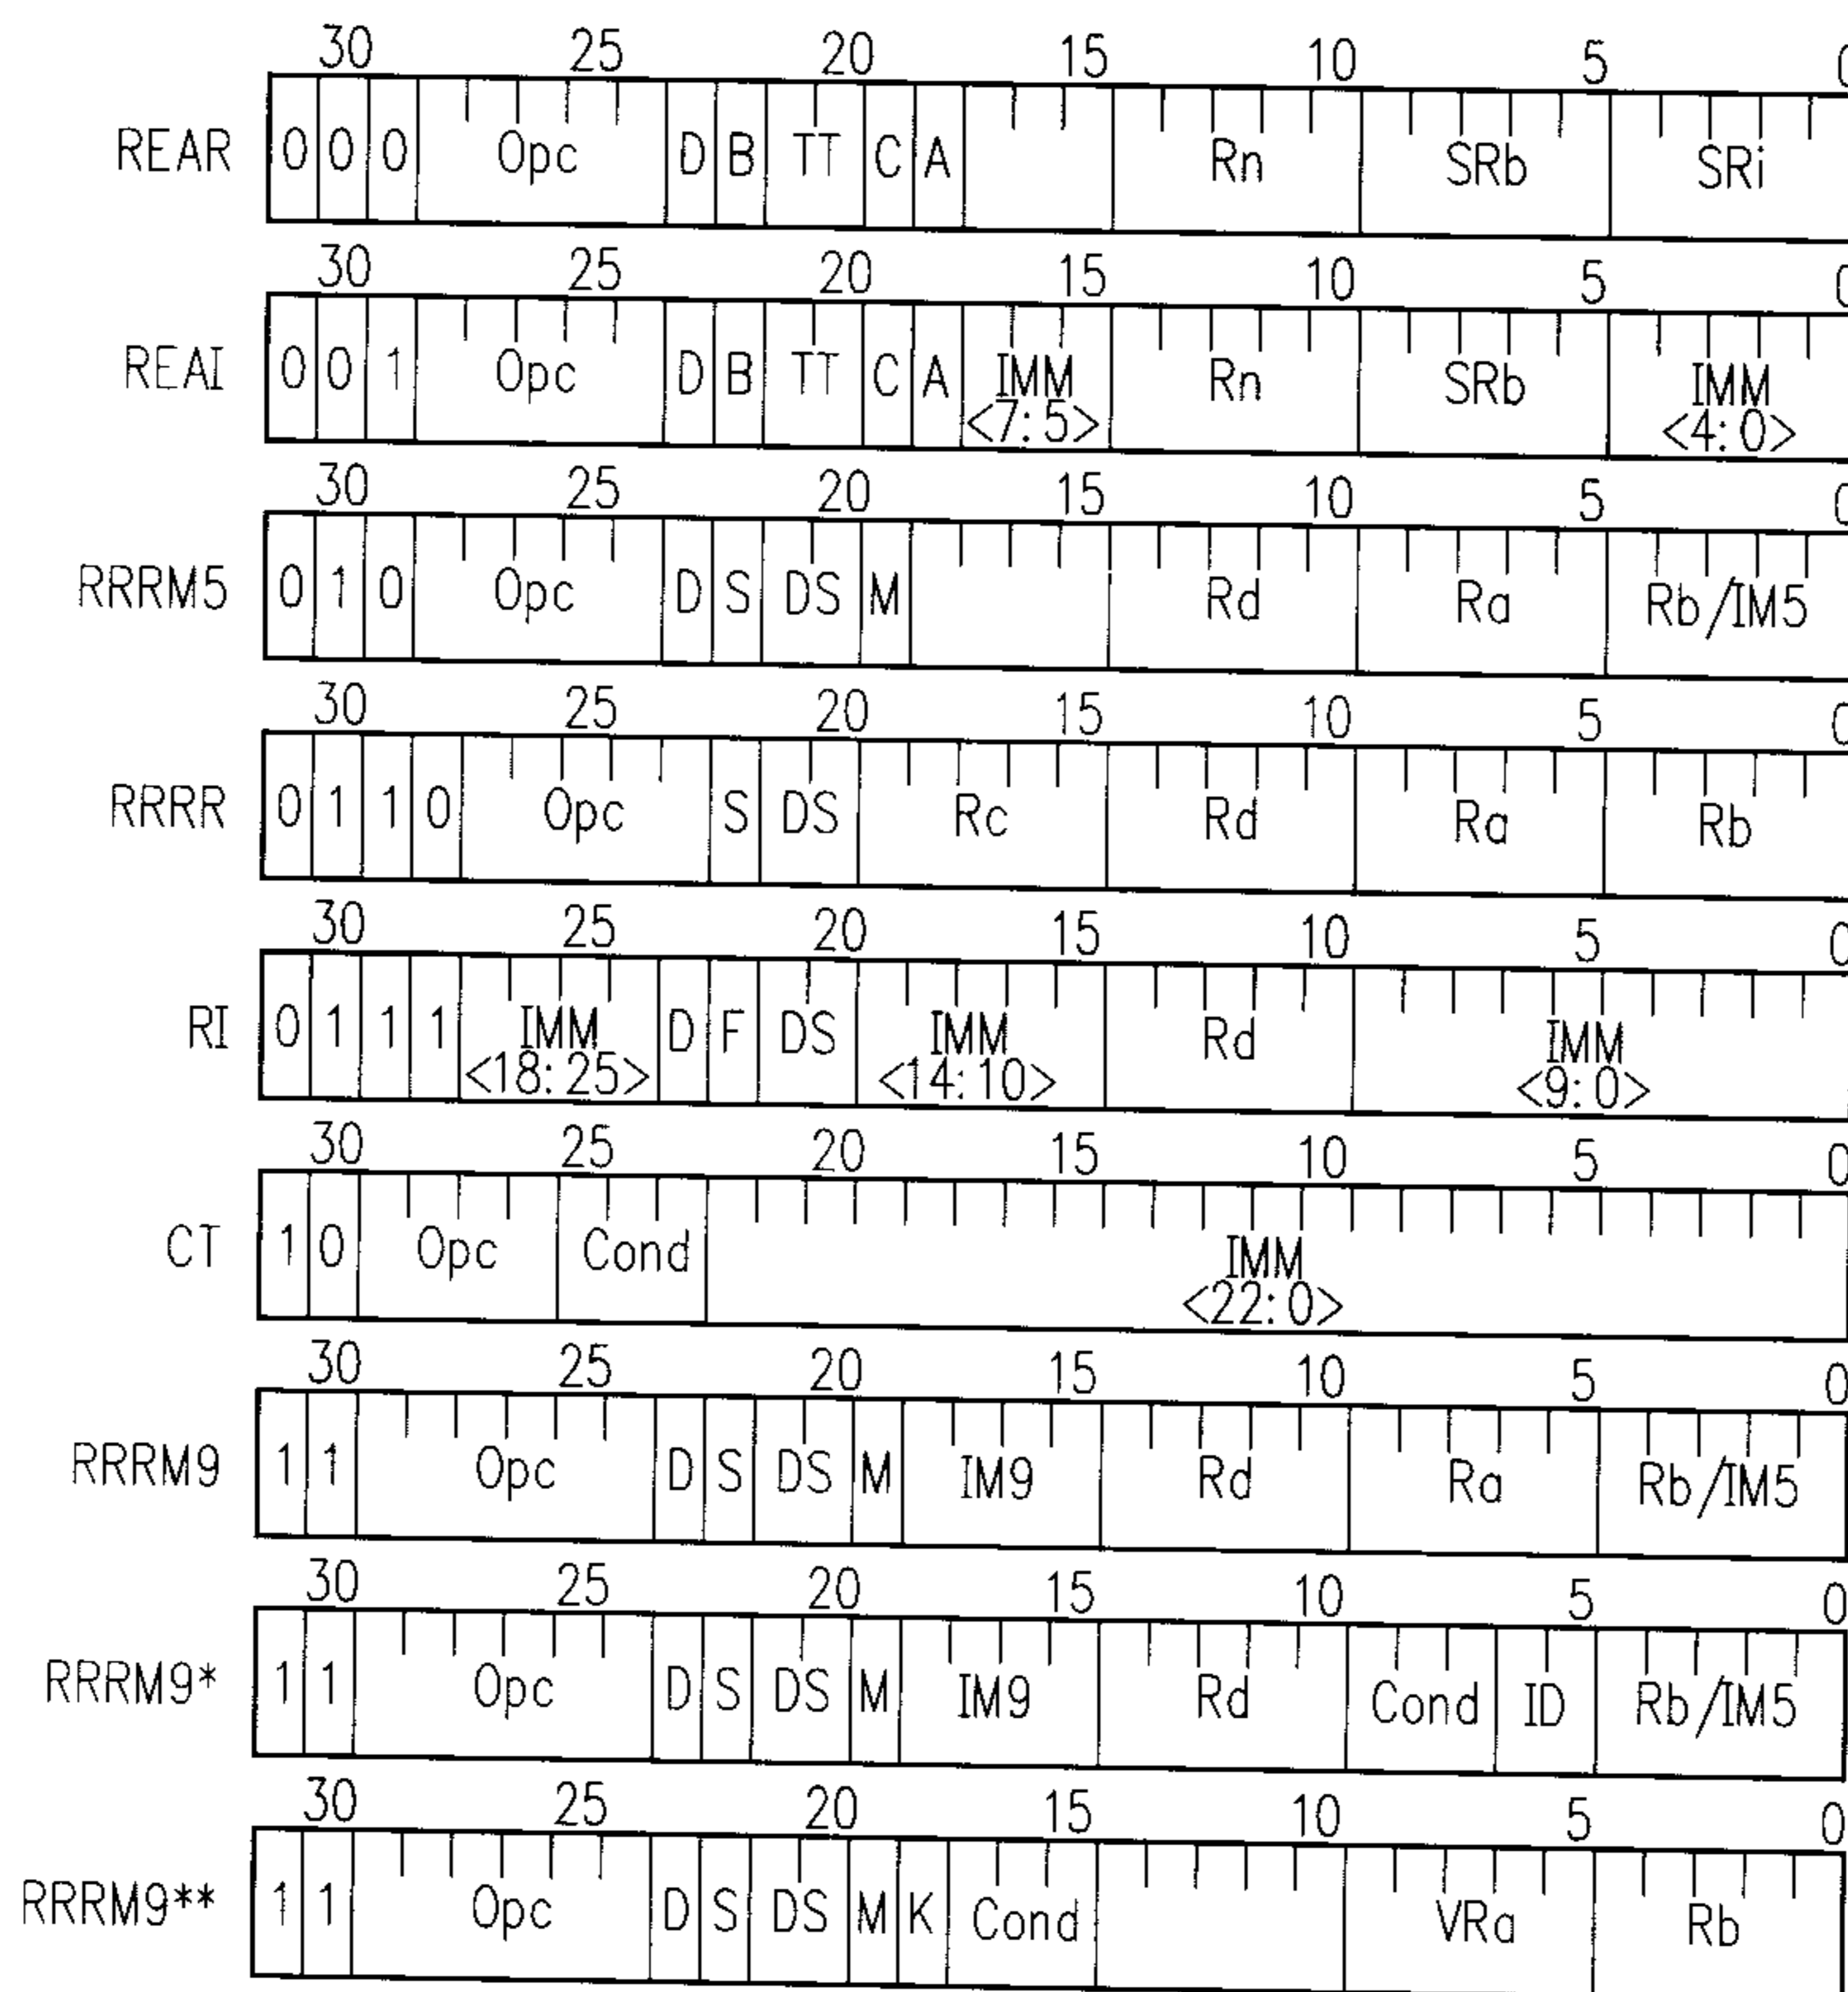 30 25 20 15 10 5 0
REAR 0 0 0 Opc D B TT C A Rn SRb SRi
30 25 20 15 10 5 0
REAI 0 0 1 Opc D B TT C A IMM <7:5> Rn SRb IMM <4:0>
30 25 20 15 10 5 0
RRRM5 0 1 0 Opc D S DS M Rd Ra Rb/IM5
30 25 20 15 10 5 0
RRRR 0 1 1 0 Opc S DS Rc Rd Ra Rb
30 25 20 15 10 5 0
RI 0 1 1 1 IMM <18:25> D F DS IMM <14:10> Rd IMM <9:0>
30 25 20 15 10 5 0
CT 1 0 Opc Cond IMM <22:0>
30 25 20 15 10 5 0
RRRM9 1 1 Opc D S DS M IM9 Rd Ra Rb/IM5
30 25 20 15 10 5 0
RRRM9* 1 1 Opc D S DS M IM9 Rd Cond ID Rb/IM5
30 25 20 15 10 5 0
RRRM9** 1 1 Opc D S DS M K Cond VRa Rb